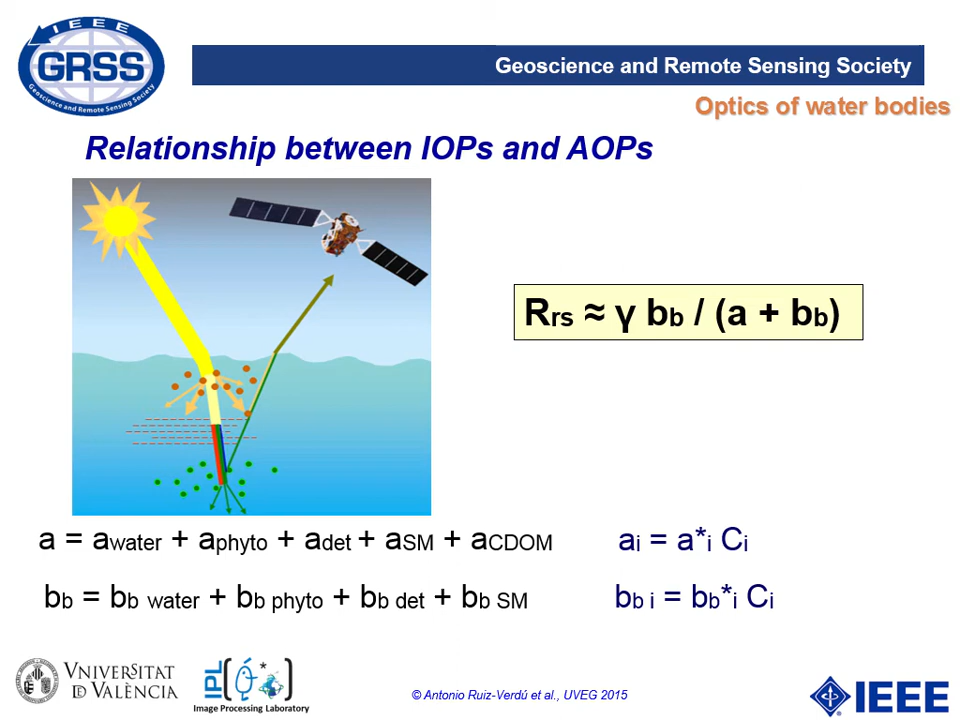 IEEE
GRSS
Geoscience and Remote Sensing Society
Geoscience and Remote Sensing Society
Optics of water bodies
Relationship between IOPs and AOPs
Rrs ≈ γ bb / (a + bb)
a = awater + aphyto + adet + aSM + aCDOM
ai = a*i Ci
bb = bb water + bb phyto + bb det + bb SM
bb i = bb*i Ci
VNIVERSITAT
DE VALÈNCIA
IPL
Image Processing Laboratory
© Antonio Ruiz-Verdú et al., UVEG 2015
IEEE